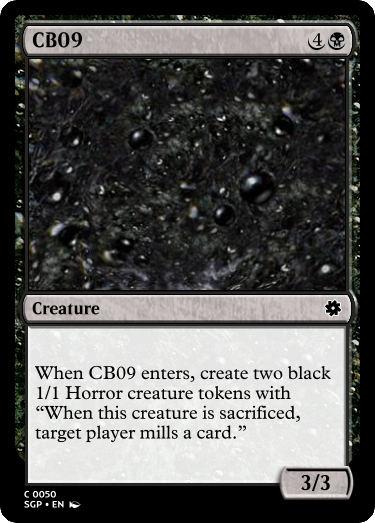 CB09
4
Creature
When CB09 enters, create two black
1/1 Horror creature tokens with
“When this creature is sacrificed,
target player mills a card.”
3/3
C 0050
SGP • EN